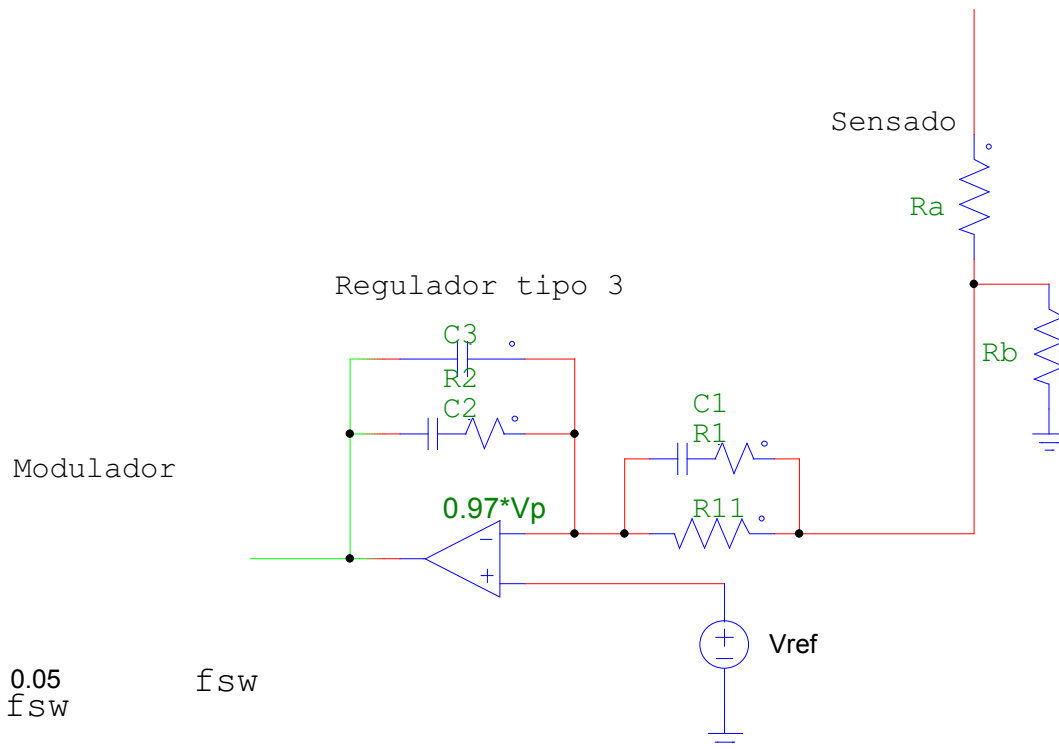 Sensado
Ra
Regulador tipo 3
C3
Rb
R2
C2
C1
R1
Modulador
0.97*Vp
R11
Vref
0.05
fsw
fsw